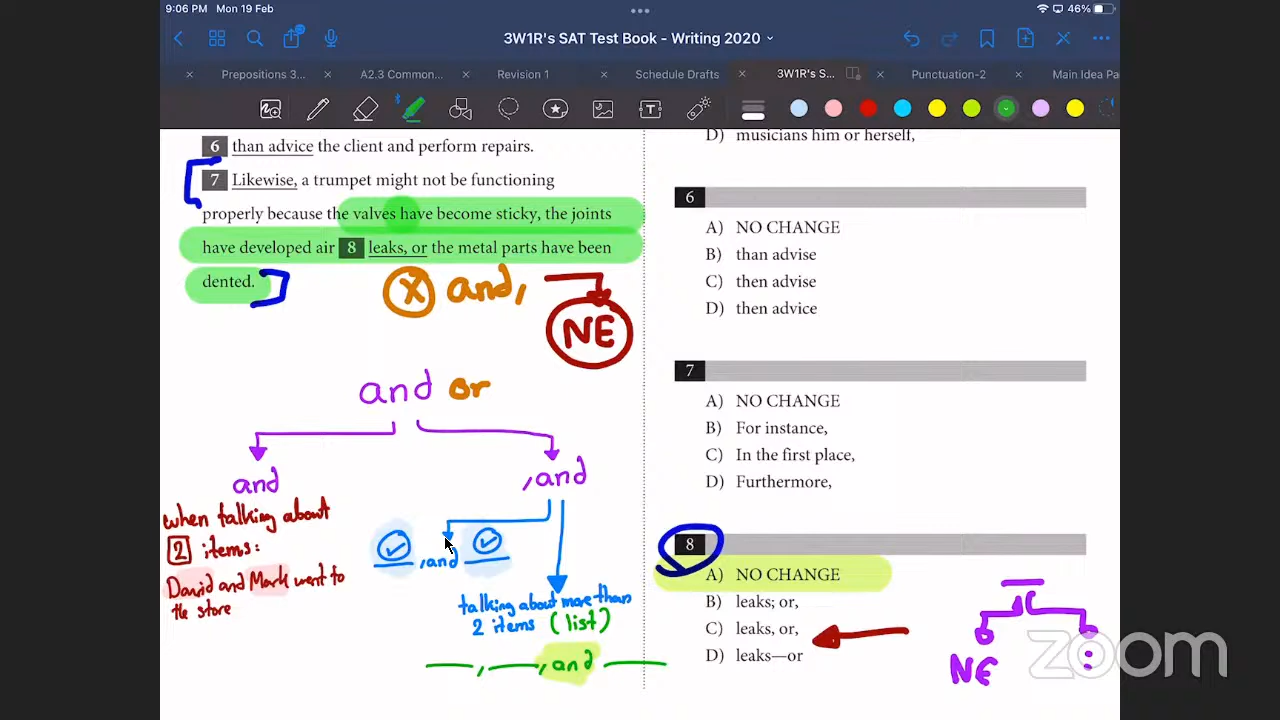 9:06 PM Mon 19 Feb
46%
3W1R's SAT Test Book - Writing 2020
Prepositions 3...
A2.3 Common...
Revision 1
Schedule Drafts
3W1R's S...
Punctuation-2
Main Idea Pa
6 than advice the client and perform repairs.
7 Likewise, a trumpet might not be functioning
properly because the valves have become sticky, the joints
have developed air 8 leaks, or the metal parts have been
dented.
X and,
NE
and or
and
,and
when talking about
2 items:
David and Mark went to
the store
,and
talking about more than
2 items (list)
, , and
D) musicians him or herself,
6
A) NO CHANGE
B) than advise
C) then advise
D) then advice
7
A) NO CHANGE
B) For instance,
C) In the first place,
D) Furthermore,
8
A) NO CHANGE
B) leaks; or,
C) leaks, or,
D) leaks—or
NE
zoom